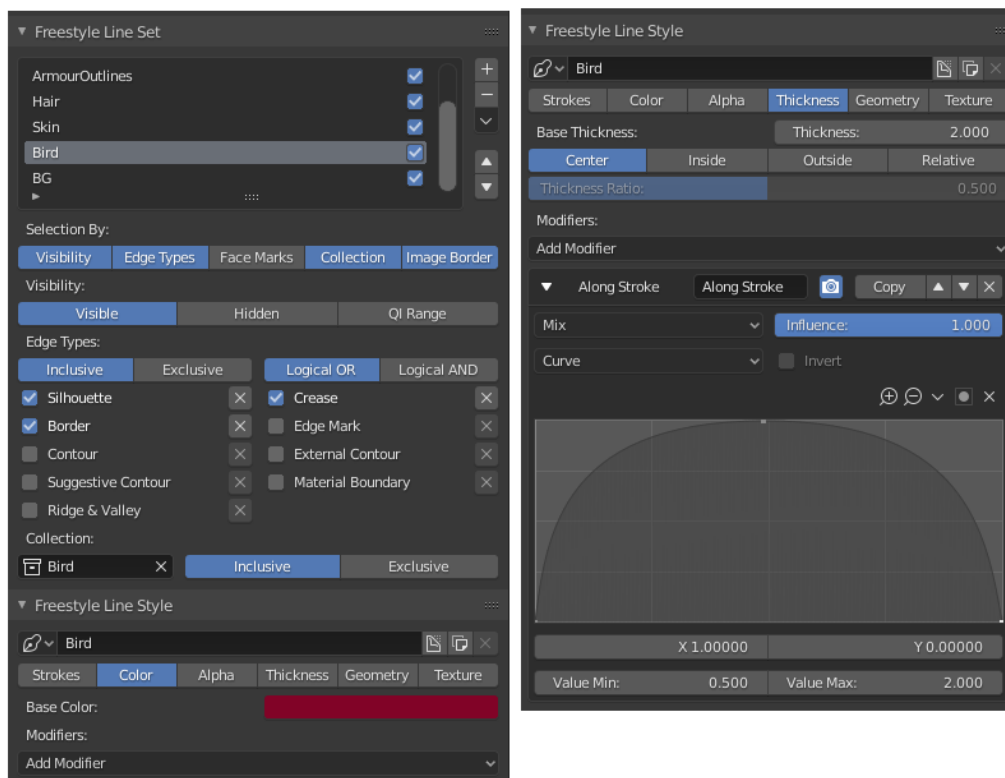 Freestyle Line Set
ArmourOutlines
Hair
Skin
Bird
BG
Selection By:
Visibility Edge Types Face Marks Collection Image Border
Visibility:
Visible Hidden QI Range
Edge Types:
Inclusive Exclusive Logical OR Logical AND
Silhouette Crease
Border Edge Mark
Contour External Contour
Suggestive Contour Material Boundary
Ridge & Valley
Collection:
Bird Inclusive Exclusive
Freestyle Line Style
Bird
Strokes Color Alpha Thickness Geometry Texture
Base Color:
Modifiers:
Add Modifier
Freestyle Line Style
Bird
Strokes Color Alpha Thickness Geometry Texture
Base Thickness: Thickness: 2.000
Center Inside Outside Relative
Thickness Ratio: 0.500
Modifiers:
Add Modifier
Along Stroke Along Stroke Copy
Mix Influence: 1.000
Curve Invert
X 1.00000 Y 0.00000
Value Min: 0.500 Value Max: 2.000